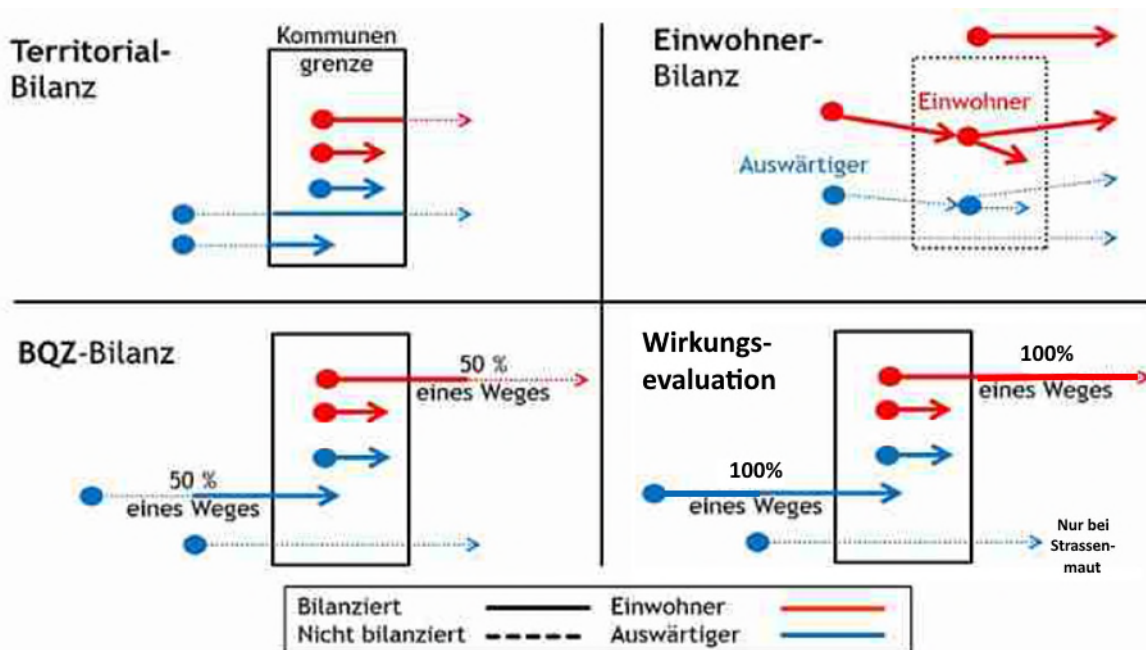 Territorial-
Bilanz
Kommunen
grenze
Einwohner-
Bilanz
Einwohner
Auswärtiger
BQZ-Bilanz
50 %
eines Weges
50 %
eines Weges
Wirkungs-
evaluation
100%
eines Weges
100%
eines Weges
Nur bei
Strassen-
maut
Bilanziert
Einwohner
Nicht bilanziert
Auswärtiger